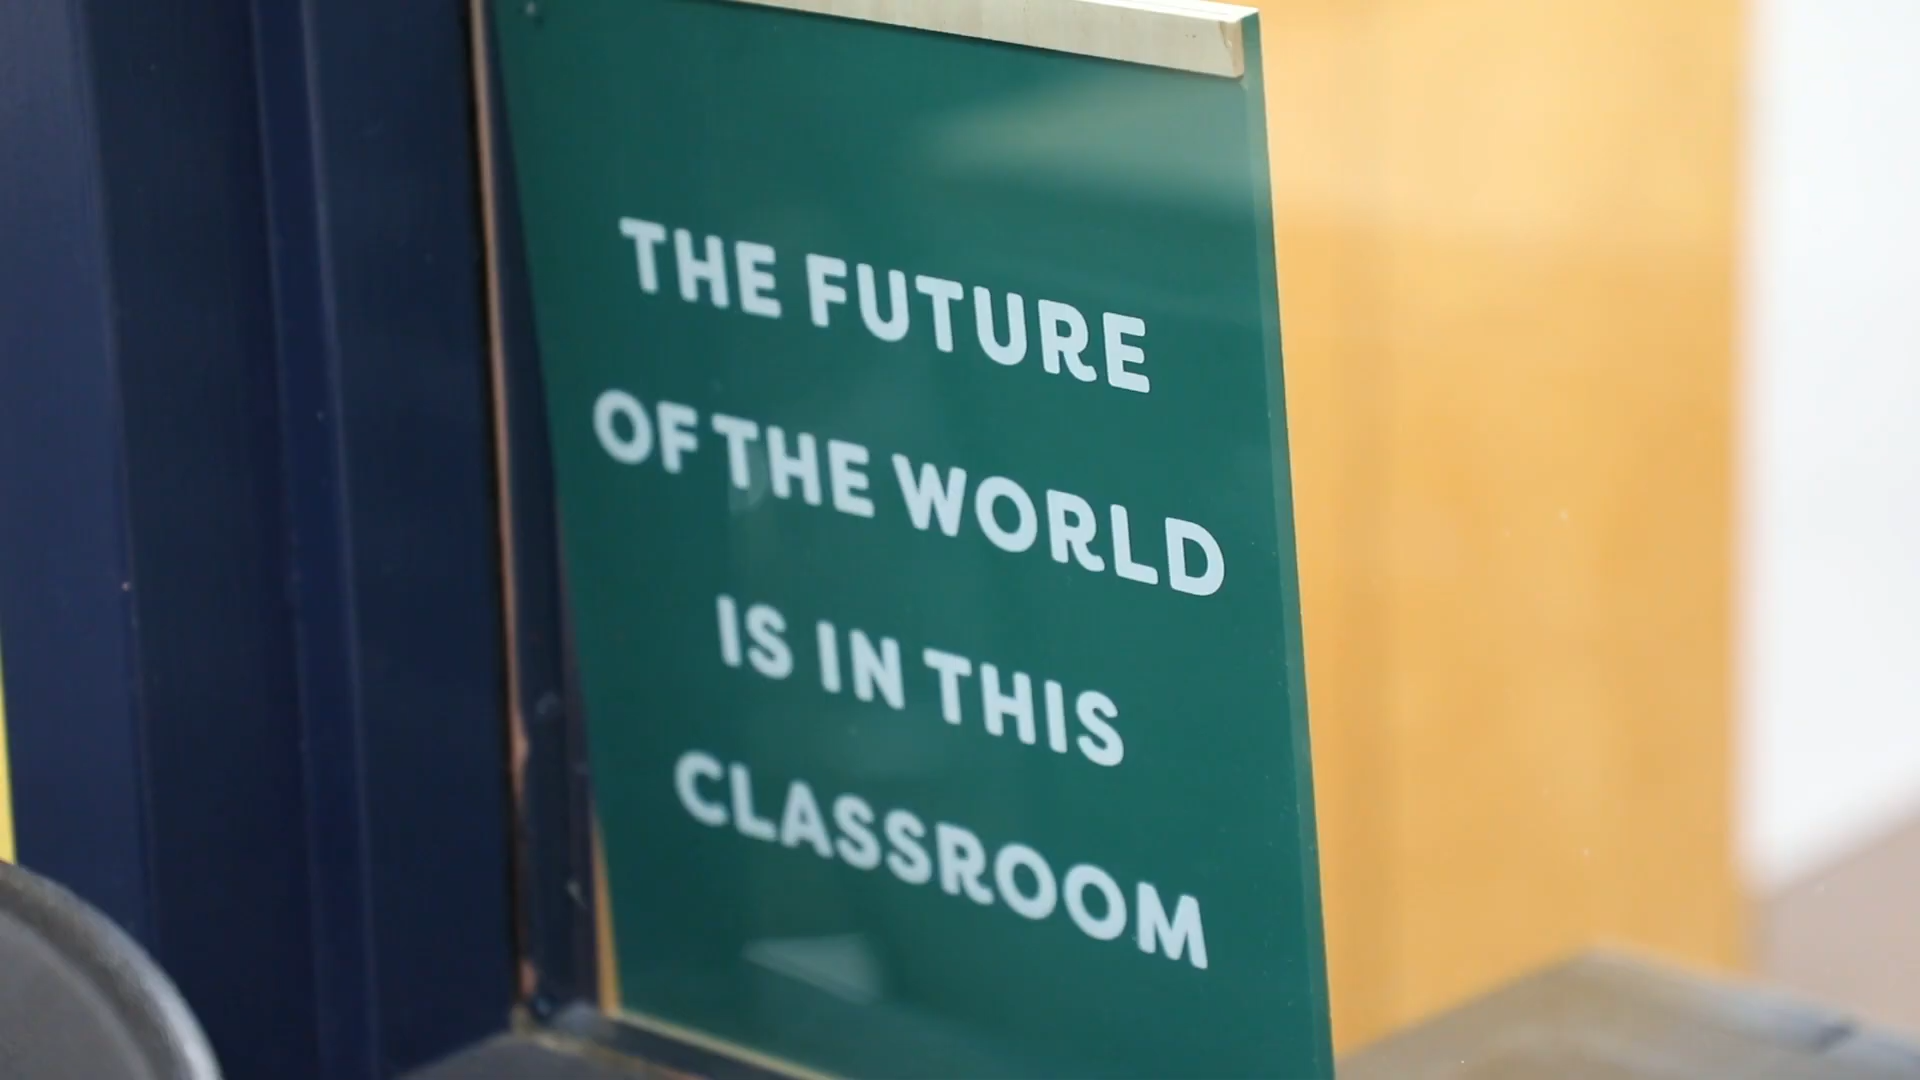 THE FUTURE
OF THE WORLD
IS IN THIS
CLASSROOM